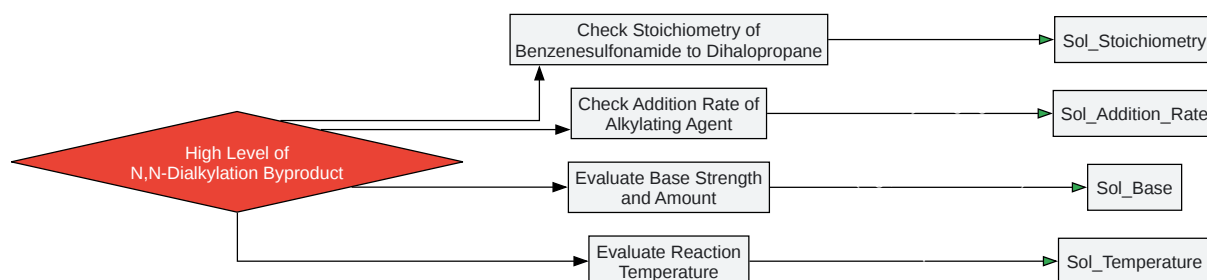 Check Stoichiometry of
Benzenesulfonamide to Dihalopropane
Sol_Stoichiometry
Check Addition Rate of
Alkylating Agent
Sol_Addition_Rate
High Level of
N,N-Dialkylation Byproduct
Evaluate Base Strength
and Amount
Sol_Base
Evaluate Reaction
Temperature
Sol_Temperature